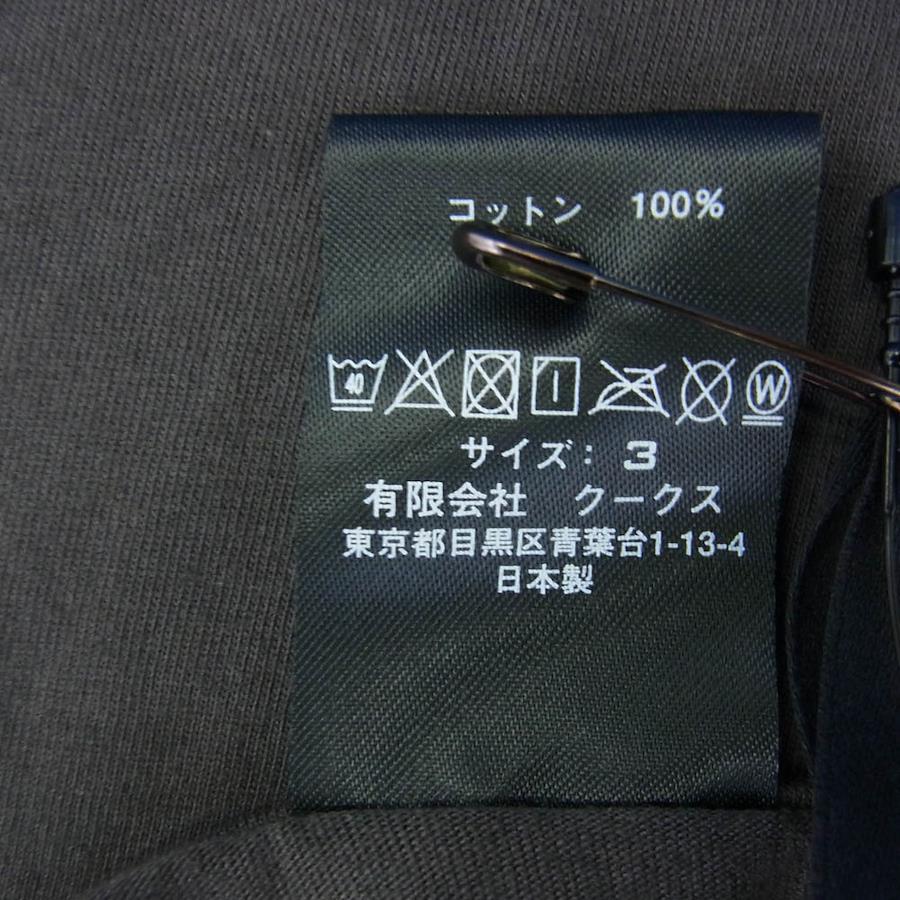 コットン 100%
40 W
サイズ: 3
有限会社 クークス
東京都目黒区青葉台1-13-4
日本製